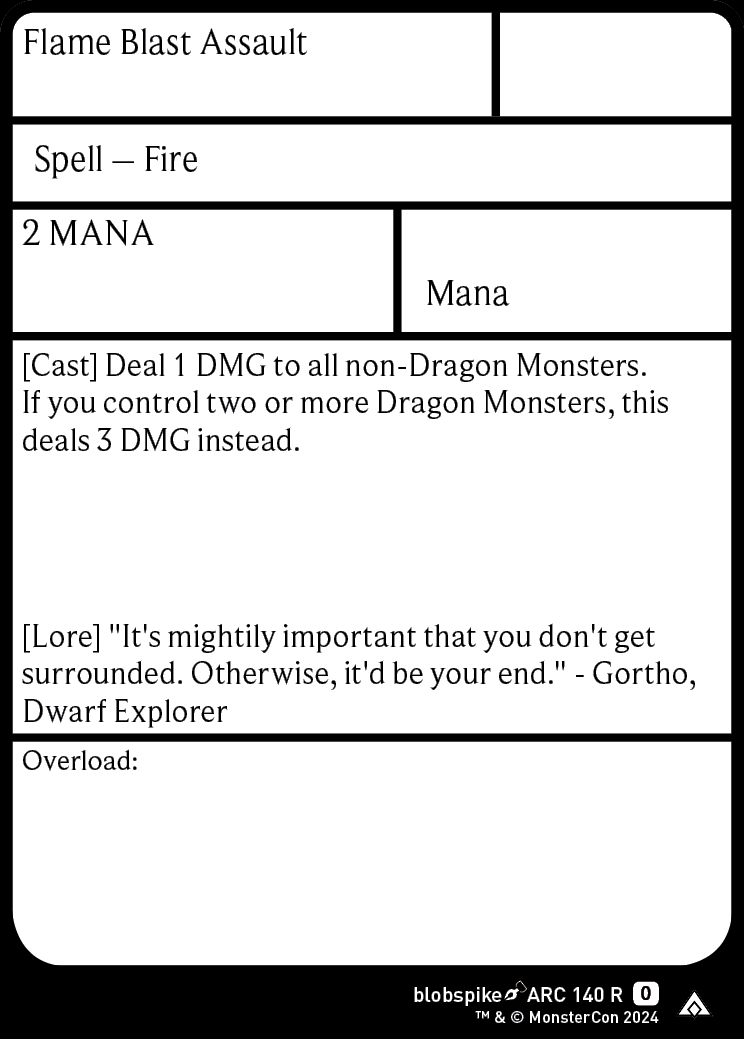 Flame Blast Assault
Spell — Fire
2 MANA
Mana
[Cast] Deal 1 DMG to all non-Dragon Monsters.
If you control two or more Dragon Monsters, this
deals 3 DMG instead.
[Lore] "It's mightily important that you don't get
surrounded. Otherwise, it'd be your end." - Gortho,
Dwarf Explorer
Overload:
blobspike ARC 140 R 0
™ & © MonsterCon 2024